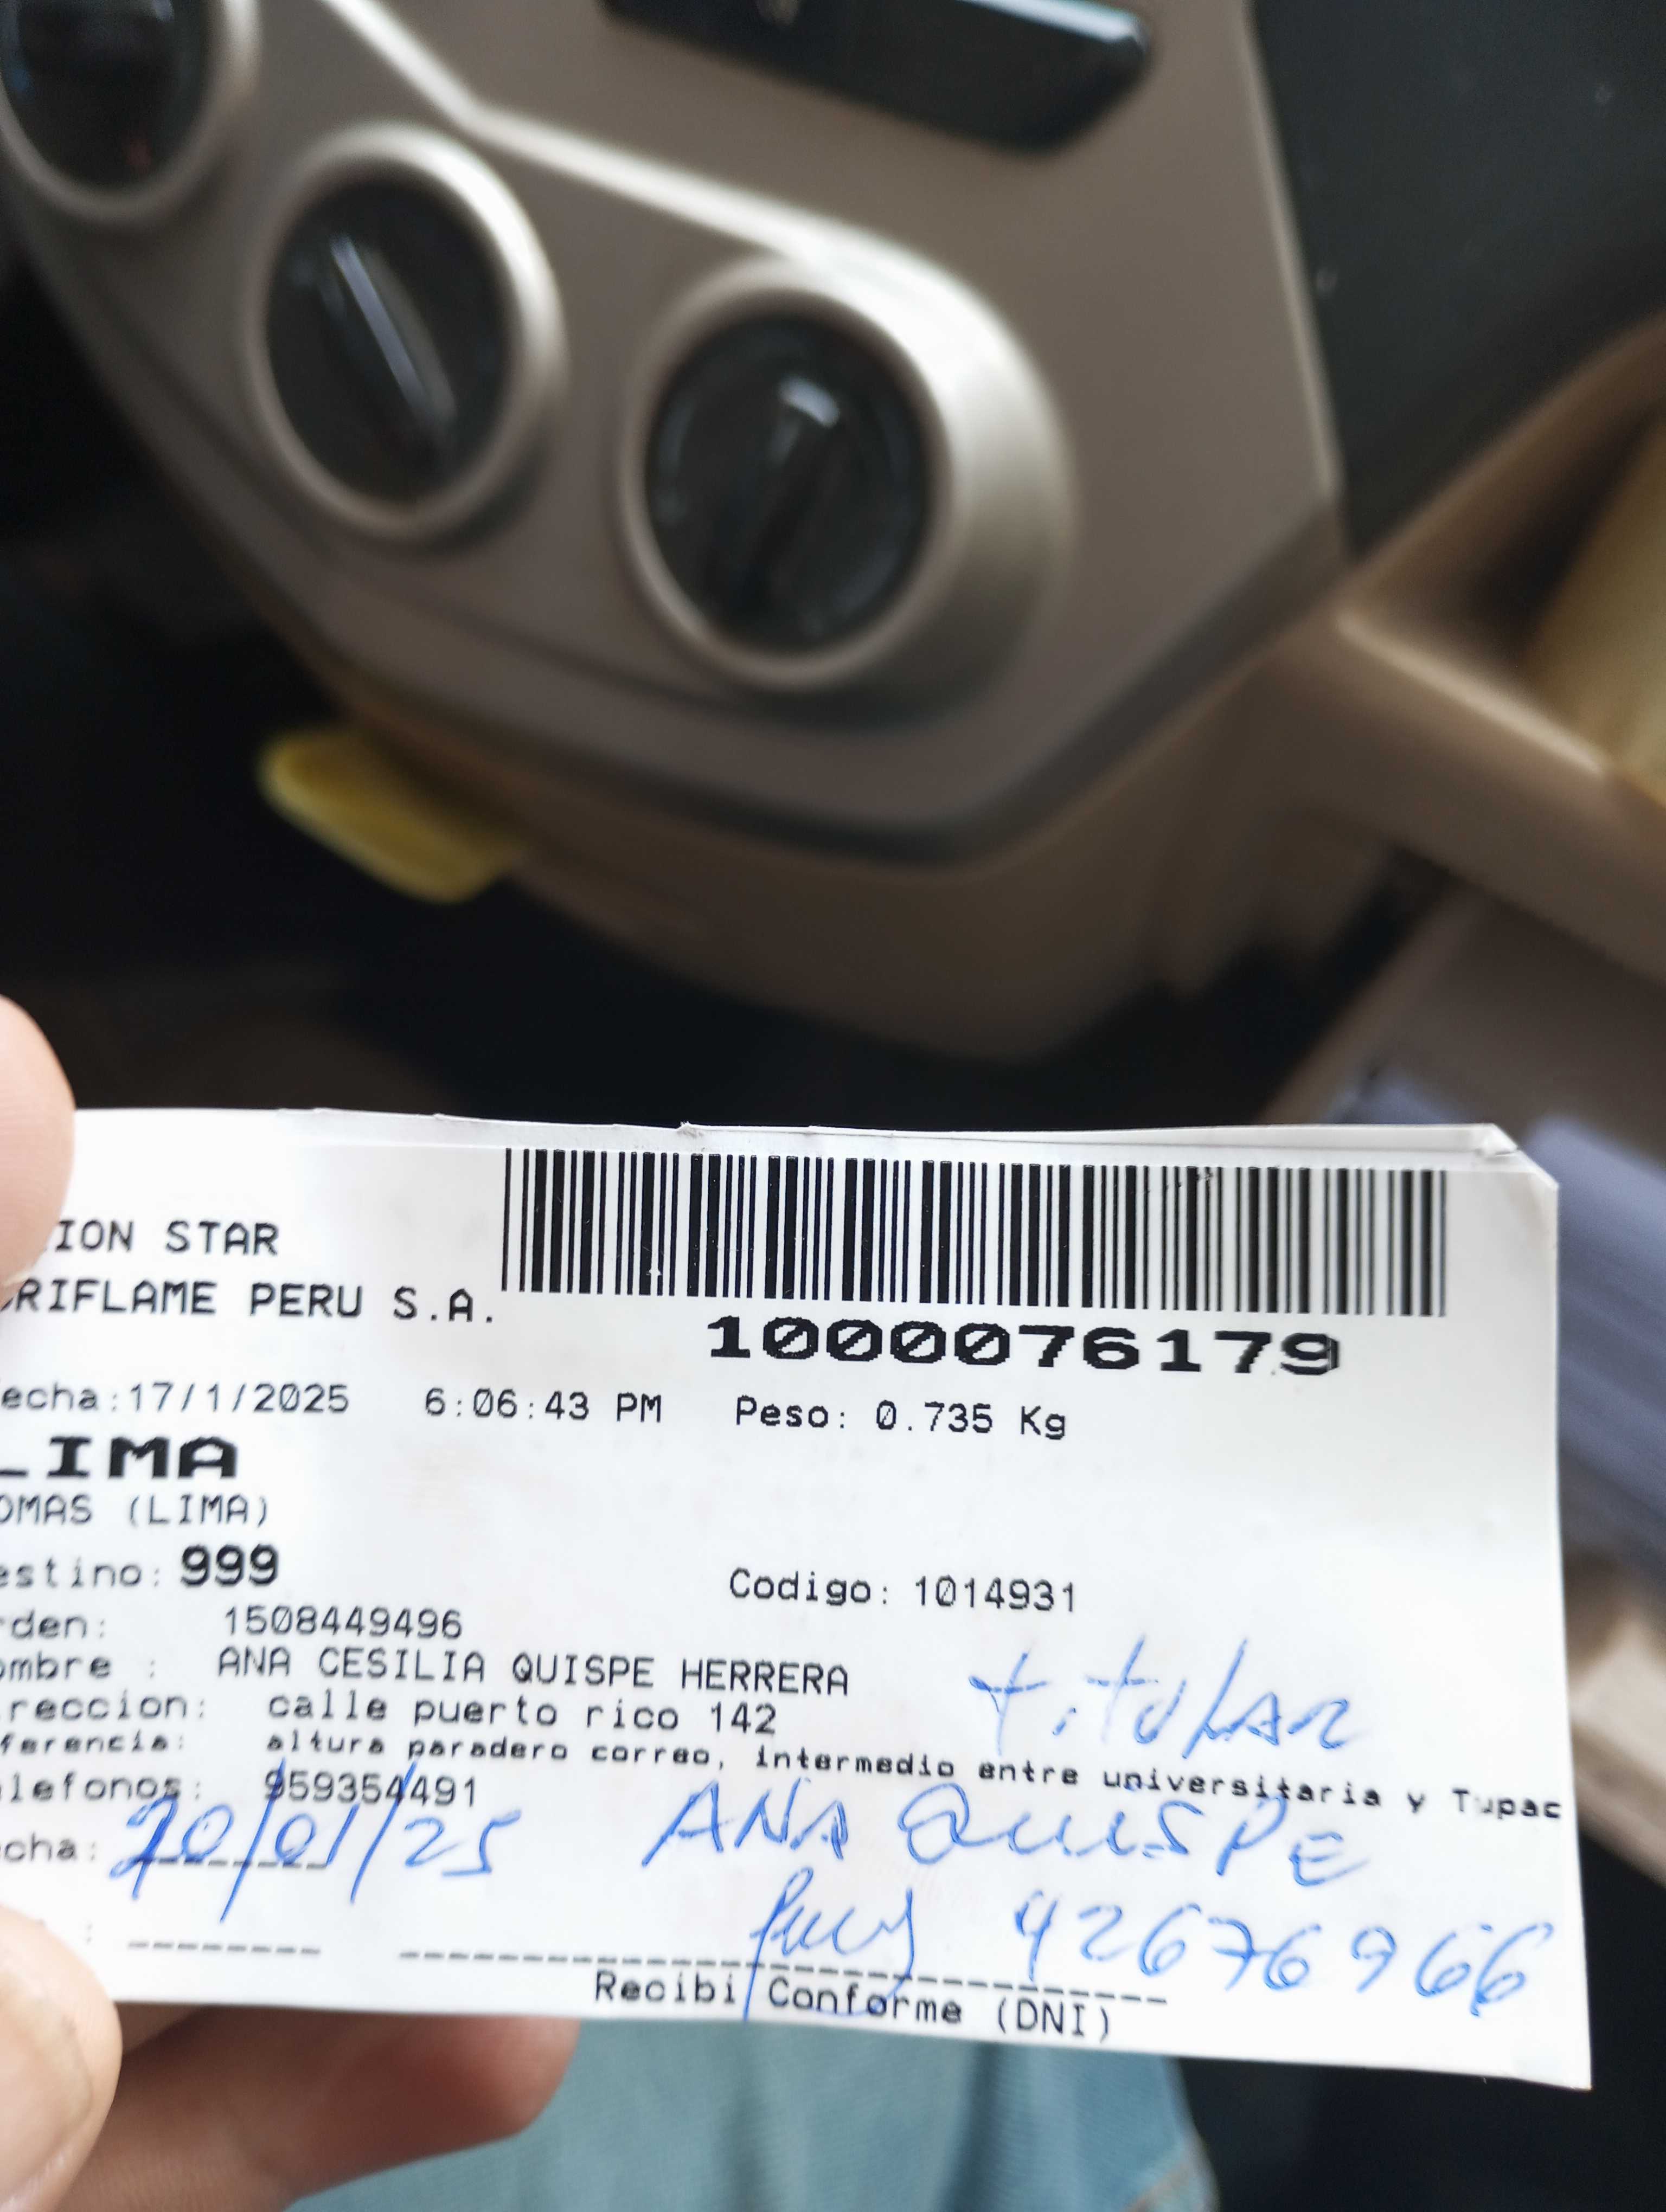 ION STAR
RIFLAME PERU S.A.
1000076179
echa:17/1/2025 6:06:43 PM Peso: 0.735 Kg
LIMA
OMAS (LIMA)
estino: 999
Codigo: 1014931
rden: 1508449496
ombre : ANA CESILIA QUISPE HERRERA
reccion: calle puerto rico 142
titular
ferencia: altura paradero correo, intermedio entre universitaria y Tupac
lefonos: 959354491
cha: 20/01/25
ANA QUISPE
42676966
Recibi Conforme (DNI)